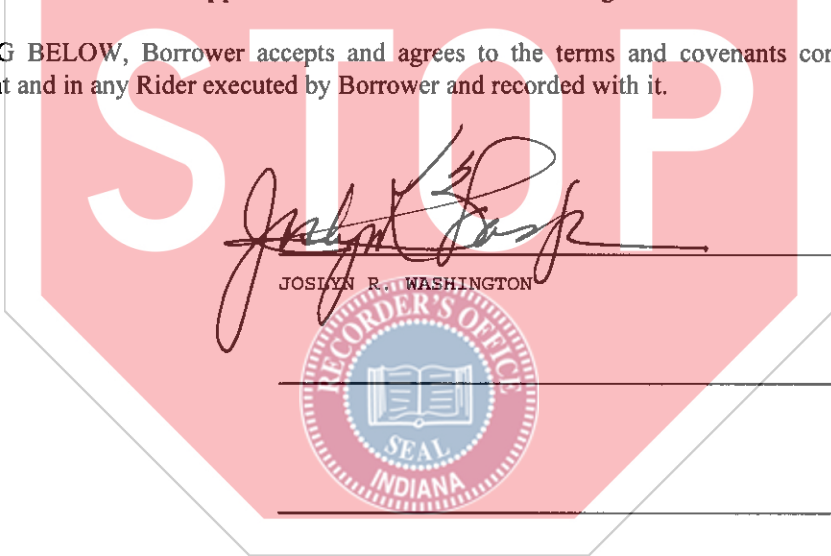 G BELOW, Borrower accepts and agrees to the terms and covenants
and in any Rider executed by Borrower and recorded with it.
STOP
JOSLYN R. WASHINGTON
RECORDER'S OFFICE
SEAL
INDIANA